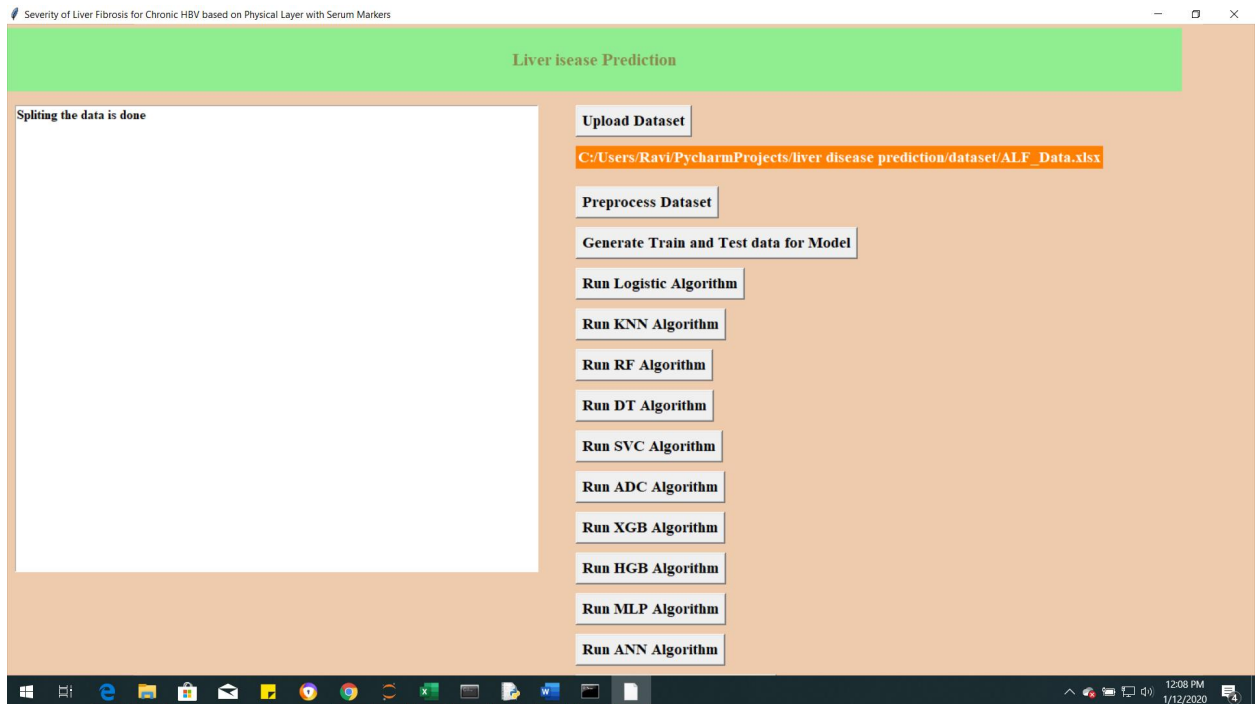 Severity of Liver Fibrosis for Chronic HBV based on Physical Layer with Serum Markers
Liver isease Prediction
Spliting the data is done
Upload Dataset
C:/Users/Ravi/PycharmProjects/liver disease prediction/dataset/ALF_Data.xlsx
Preprocess Dataset
Generate Train and Test data for Model
Run Logistic Algorithm
Run KNN Algorithm
Run RF Algorithm
Run DT Algorithm
Run SVC Algorithm
Run ADC Algorithm
Run XGB Algorithm
Run HGB Algorithm
Run MLP Algorithm
Run ANN Algorithm
12:08 PM
1/12/2020
4